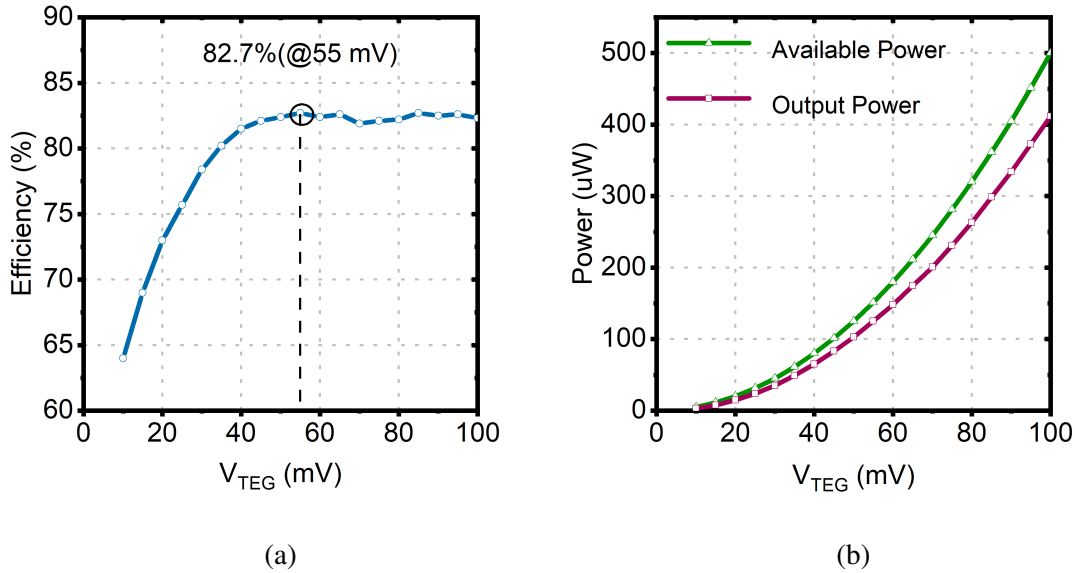 82.7%(@55 mV)
Efficiency (%)
90
85
80
75
70
65
60
0 20 40 60 80 100
V_TEG (mV)
(a)
Available Power
Output Power
Power (uW)
500
400
300
200
100
0
0 20 40 60 80 100
V_TEG (mV)
(b)